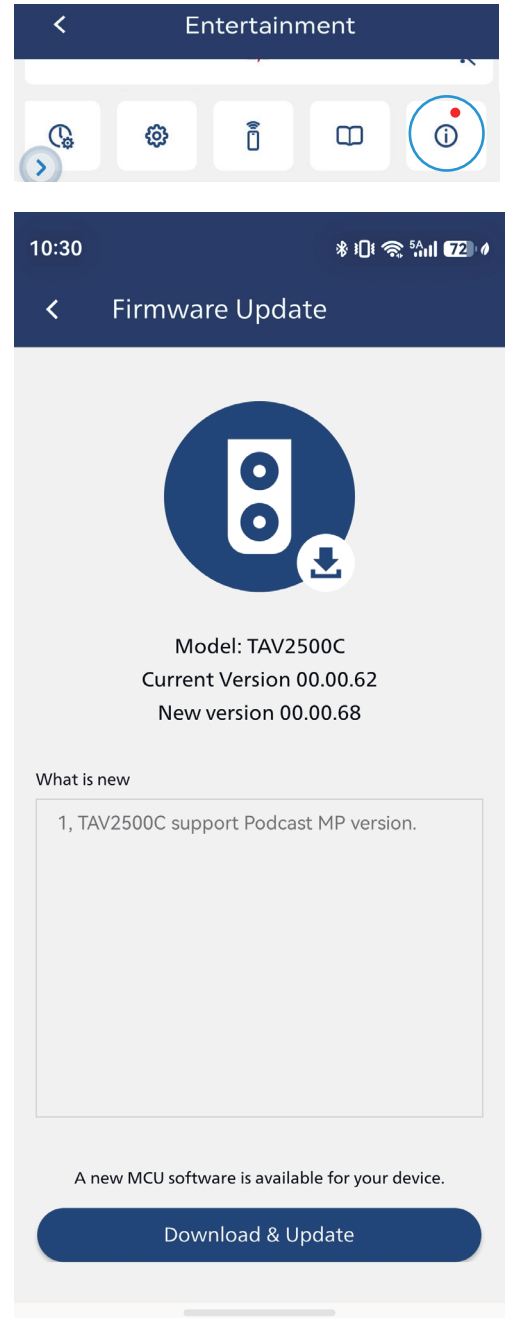 Entertainment
10:30
5A
72
Firmware Update
Model: TAV2500C
Current Version 00.00.62
New version 00.00.68
What is new
1, TAV2500C support Podcast MP version.
A new MCU software is available for your device.
Download & Update